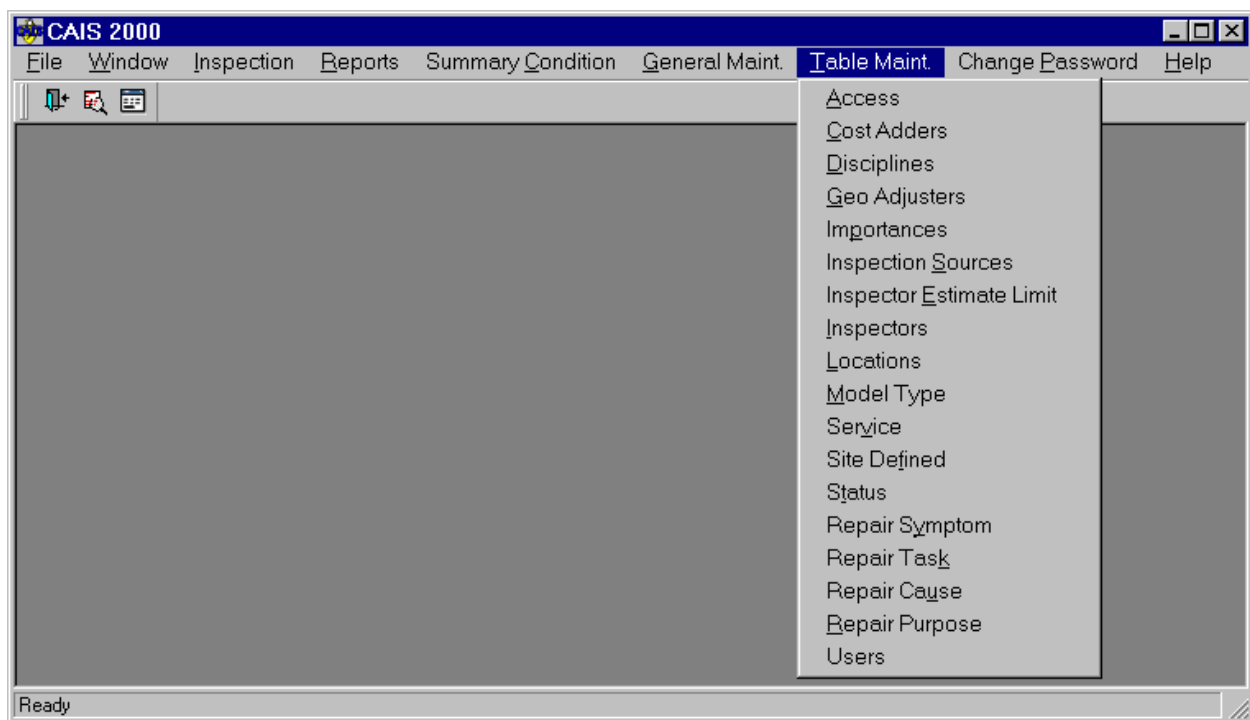 CAIS 2000
File Window Inspection Reports Summary Condition General Maint. Table Maint. Change Password Help
Access
Cost Adders
Disciplines
Geo Adjusters
Importances
Inspection Sources
Inspector Estimate Limit
Inspectors
Locations
Model Type
Service
Site Defined
Status
Repair Symptom
Repair Task
Repair Cause
Repair Purpose
Users
Ready